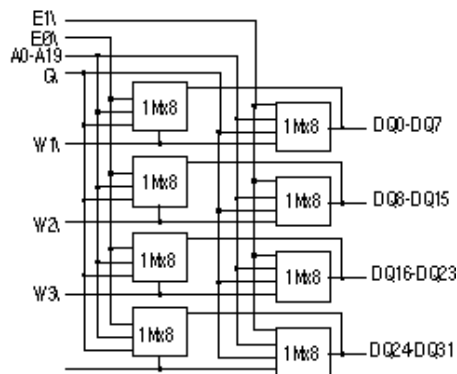 E1\
E0\
A0-A19
G\
1Mx8
1Mx8
DQ0-DQ7
W1\
1Mx8
1Mx8
DQ8-DQ15
W2\
1Mx8
1Mx8
DQ16-DQ23
W3\
1Mx8
1Mx8
DQ24-DQ31